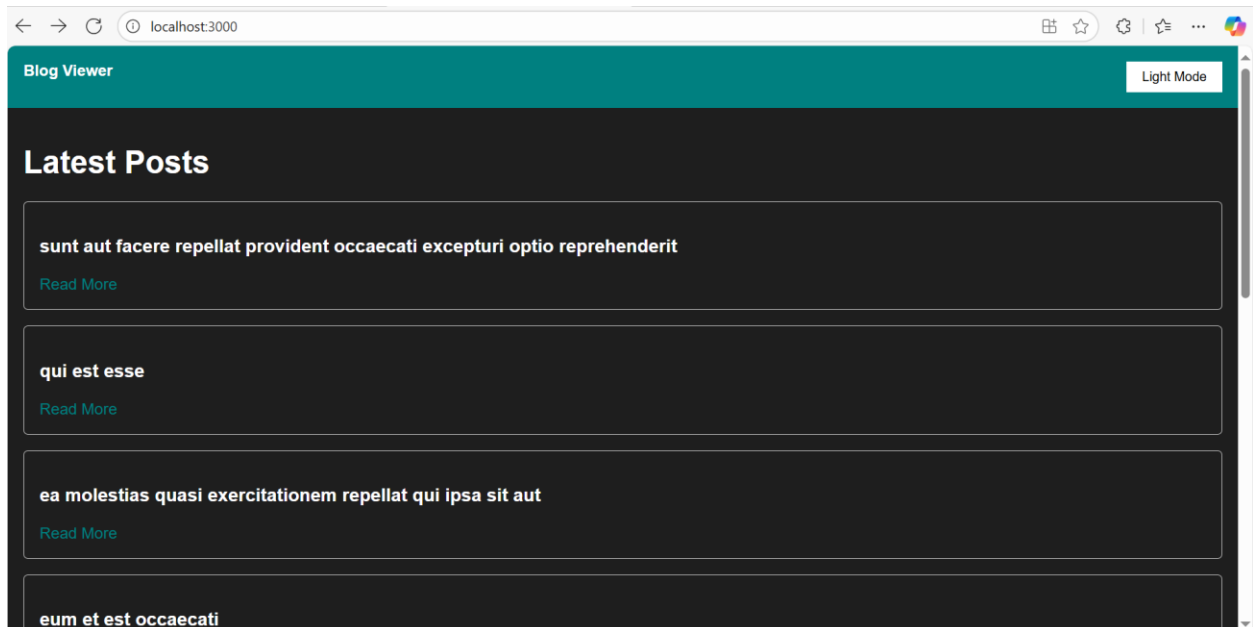 localhost:3000
Blog Viewer
Light Mode
Latest Posts
sunt aut facere repellat provident occaecati excepturi optio reprehenderit
Read More
qui est esse
Read More
ea molestias quasi exercitationem repellat qui ipsa sit aut
Read More
eum et est occaecati